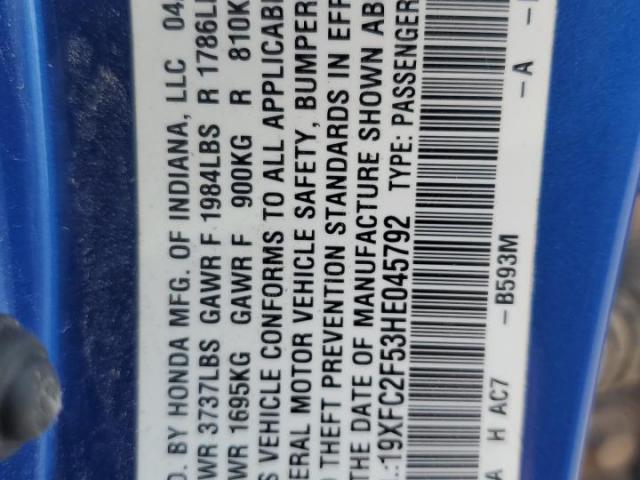 D. BY HONDA MFG. OF INDIANA, LLC 04
WR 3737LBS GAWR F 1984LBS R 1786L
WR 1695KG GAWR F 900KG R 810K
S VEHICLE CONFORMS TO ALL APPLICAB
ERAL MOTOR VEHICLE SAFETY, BUMPER
THEFT PREVENTION STANDARDS IN EFF
THE DATE OF MANUFACTURE SHOWN AB
.:19XFC2F53HE045792 TYPE: PASSENGER
A H AC7 -B593M -A -